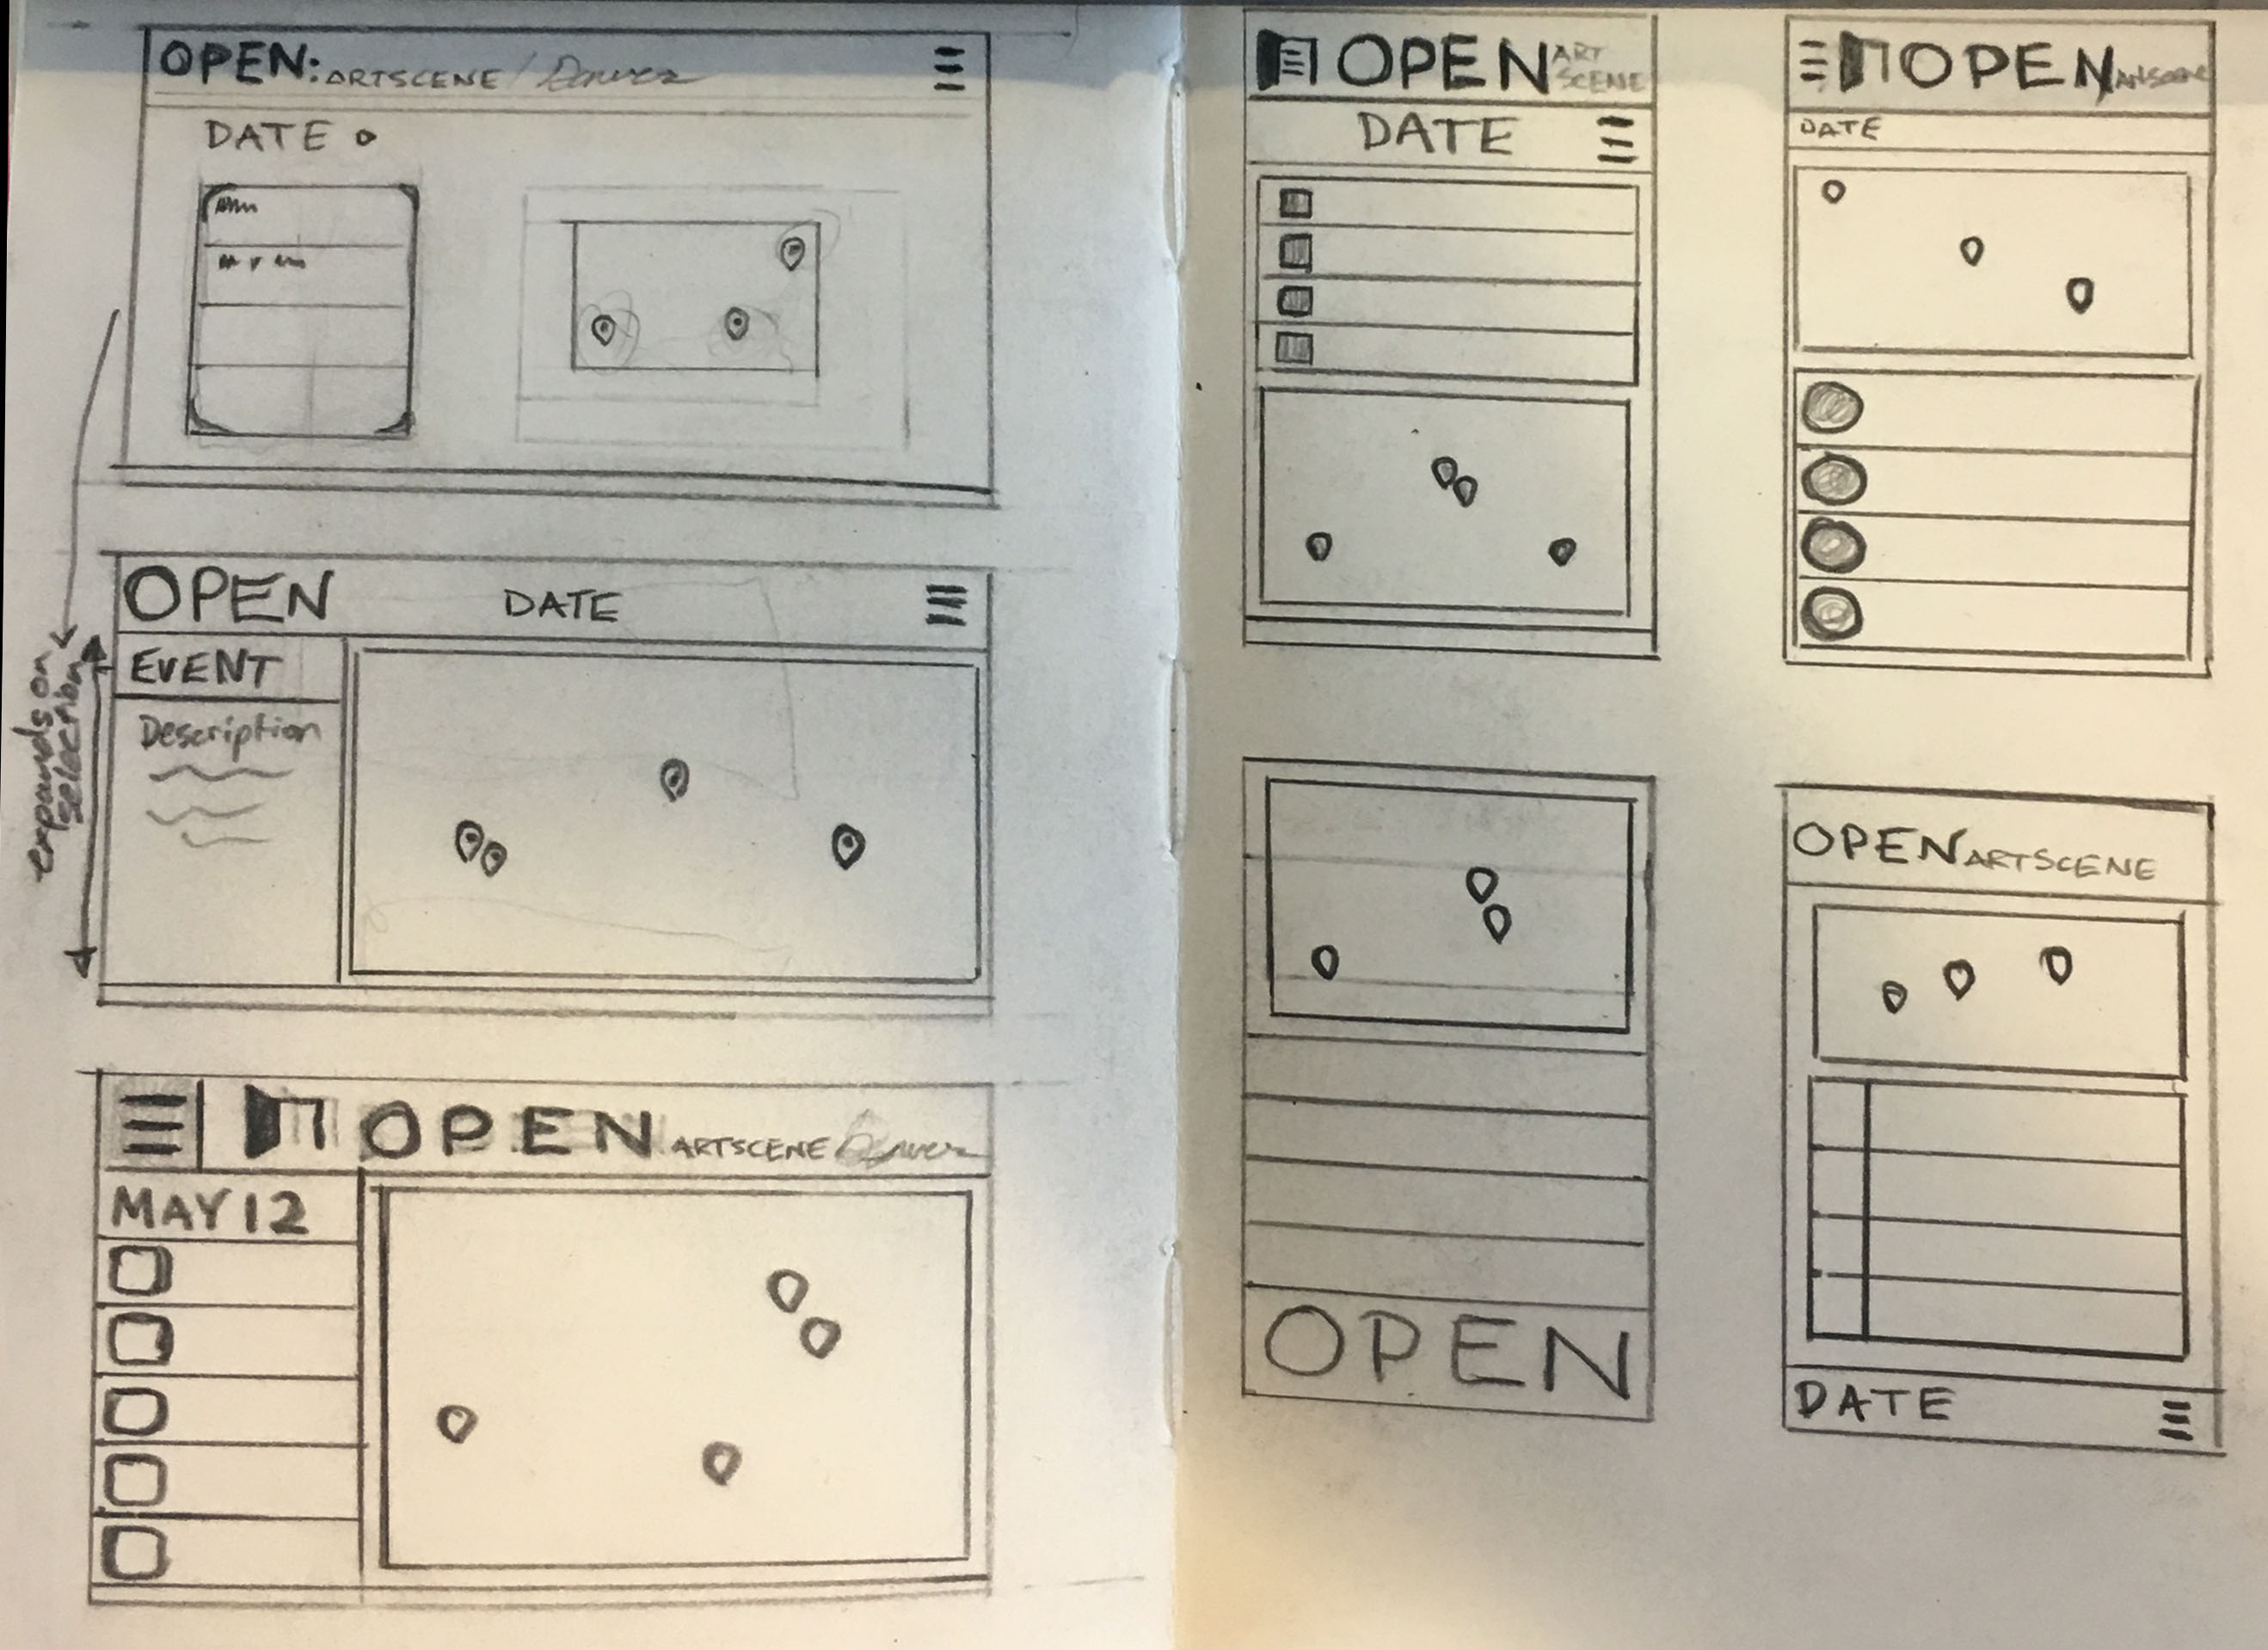 OPEN: ARTSCENE / Denver
DATE
OPEN DATE
EVENT
Description
expands on
selection
OPEN ARTSCENE Denver
MAY 12
OPEN ART
SCENE
DATE
OPEN ARTSCENE
DATE
OPEN
OPEN ARTSCENE
DATE